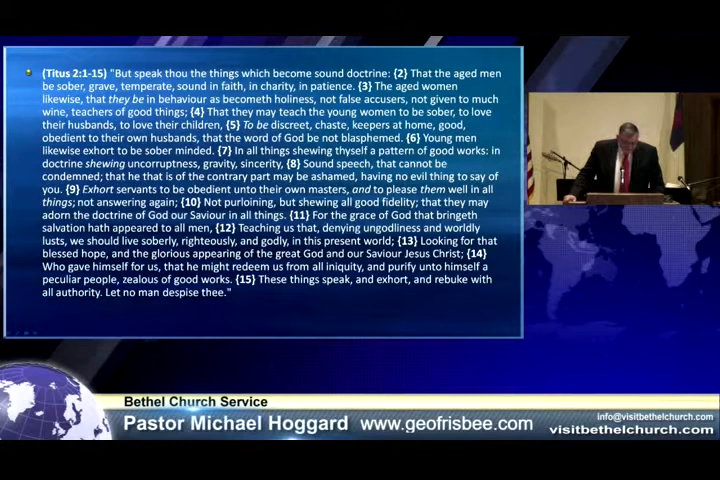 (Titus 2:1-15) "But speak thou the things which become sound doctrine: {2} That the aged men
be sober, grave, temperate, sound in faith, in charity, in patience. {3} The aged women
likewise, that they be in behaviour as becometh holiness, not false accusers, not given to much
wine, teachers of good things; {4} That they may teach the young women to be sober, to love
their husbands, to love their children, {5} To be discreet, chaste, keepers at home, good,
obedient to their own husbands, that the word of God be not blasphemed. {6} Young men
likewise exhort to be sober minded. {7} In all things shewing thyself a pattern of good works: in
doctrine shewing uncorruptness, gravity, sincerity, {8} Sound speech, that cannot be
condemned; that he that is of the contrary part may be ashamed, having no evil thing to say of
you. {9} Exhort servants to be obedient unto their own masters, and to please them well in all
things; not answering again; {10} Not purloining, but shewing all good fidelity; that they may
adorn the doctrine of God our Saviour in all things. {11} For the grace of God that bringeth
salvation hath appeared to all men, {12} Teaching us that, denying ungodliness and worldly
lusts, we should live soberly, righteously, and godly, in this present world; {13} Looking for that
blessed hope, and the glorious appearing of the great God and our Saviour Jesus Christ; {14}
Who gave himself for us, that he might redeem us from all iniquity, and purify unto himself a
peculiar people, zealous of good works. {15} These things speak, and exhort, and rebuke with
all authority. Let no man despise thee."
Bethel Church Service
Pastor Michael Hoggard www.geofrisbee.com
info@visitbethelchurch.com
visitbethelchurch.com